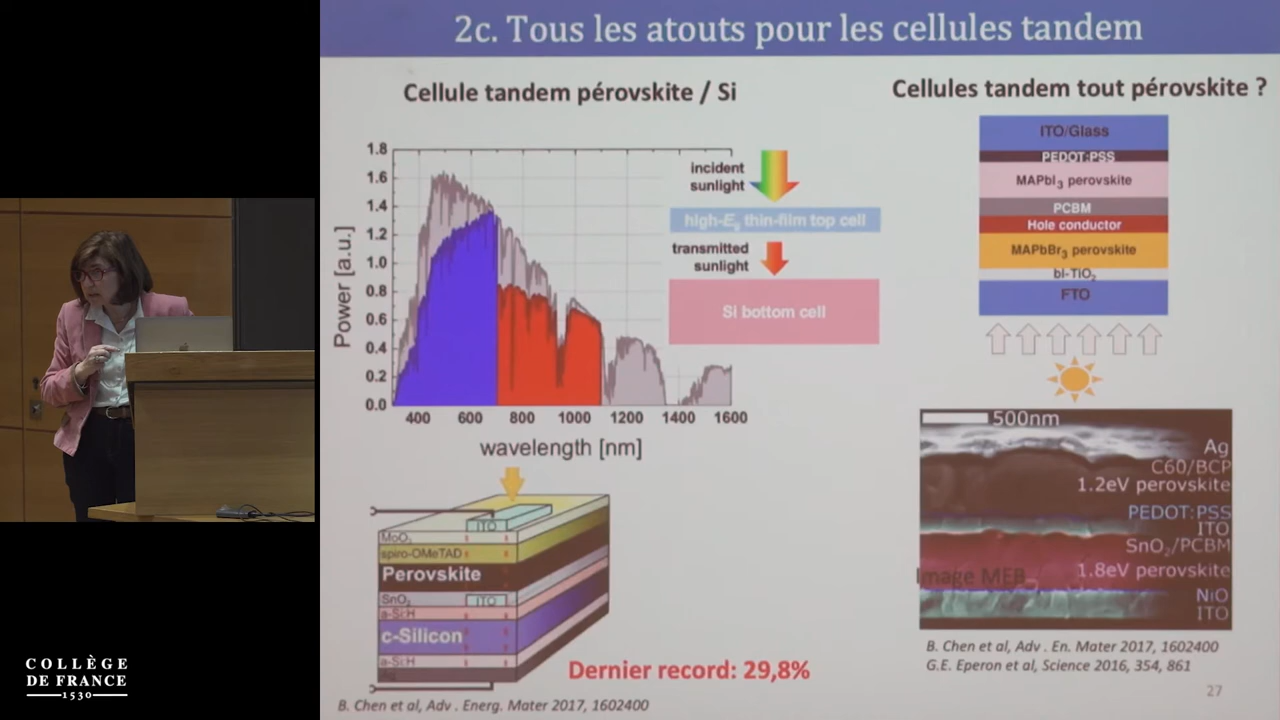 2c. Tous les atouts pour les cellules tandem
Cellule tandem pérovskite / Si
Power [a.u.]
1.8
1.6
1.4
1.2
1.0
0.8
0.6
0.4
0.2
0.0
400 600 800 1000 1200 1400 1600
wavelength [nm]
incident
sunlight
high-Eg thin-film top cell
transmitted
sunlight
Si bottom cell
ITO
MoO3
spiro-OMeTAD
Perovskite
SnO2 ITO
a-Si:H
c-Silicon
a-Si:H
Ag
Dernier record: 29,8%
B. Chen et al, Adv . Energ. Mater 2017, 1602400
Cellules tandem tout pérovskite ?
ITO/Glass
PEDOT:PSS
MAPbI3 perovskite
PCBM
Hole conductor
MAPbBr3 perovskite
bl-TiO2
FTO
500nm
Ag
C60/BCP
1.2eV perovskite
PEDOT:PSS
ITO
SnO2/PCBM
1.8eV perovskite
Image MEB
NiO
ITO
B. Chen et al, Adv . En. Mater 2017, 1602400
G.E. Eperon et al, Science 2016, 354, 861
27
COLLÈGE
DE FRANCE
1530